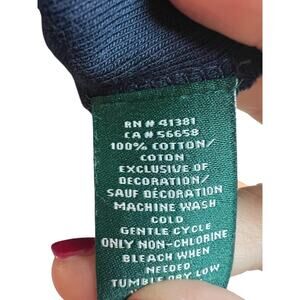 RN # 41381
CA # 56658
100% COTTON/
COTON
EXCLUSIVE OF
DECORATION/
SAUF DÉCORATION
MACHINE WASH
COLD
GENTLE CYCLE
ONLY NON-CHLORINE
BLEACH WHEN
NEEDED
TUMBLE DRY LOW